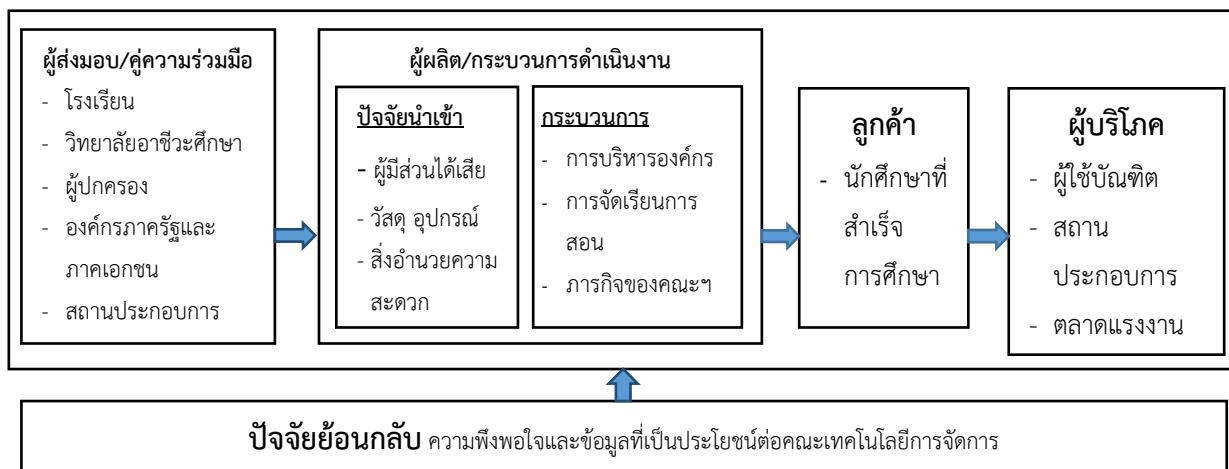 ผู้ส่งมอบ/คู่ความร่วมมือ
- โรงเรียน
- วิทยาลัยอาชีวะศึกษา
- ผู้ปกครอง
- องค์กรภาครัฐและ
ภาคเอกชน
- สถานประกอบการ
ผู้ผลิต/กระบวนการดำเนินงาน
ปัจจัยนำเข้า
- ผู้มีส่วนได้เสีย
- วัสดุ อุปกรณ์
- สิ่งอำนวยความ
สะดวก
กระบวนการ
- การบริหารองค์กร
- การจัดเรียนการ
สอน
- ภารกิจของคณะฯ
ลูกค้า
- นักศึกษาที่
สำเร็จ
การศึกษา
ผู้บริโภค
- ผู้ใช้บัณฑิต
- สถาน
ประกอบการ
- ตลาดแรงงาน
ปัจจัยย้อนกลับ ความพึงพอใจและข้อมูลที่เป็นประโยชน์ต่อคณะเทคโนโลยีการจัดการ